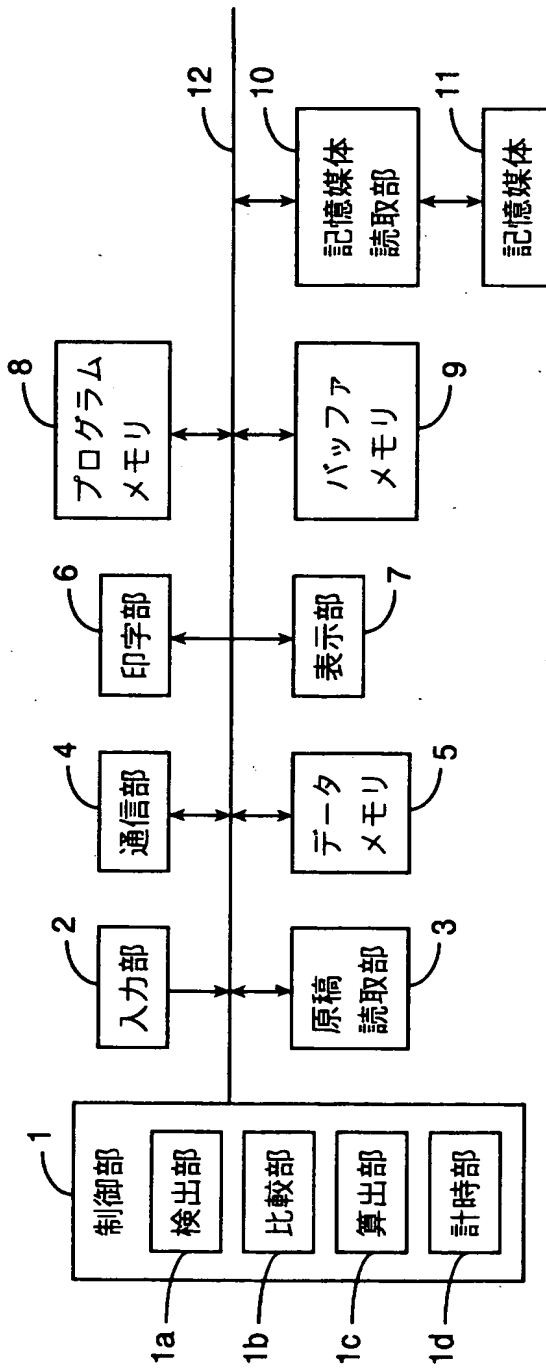 1
制御部
1a
検出部
1b
比較部
1c
算出部
1d
計時部
2
入力部
4
通信部
6
印字部
8
プログラム
メモリ
12
3
原稿
読取部
5
データ
メモリ
7
表示部
9
バッファ
メモリ
10
記憶媒体
読取部
11
記憶媒体